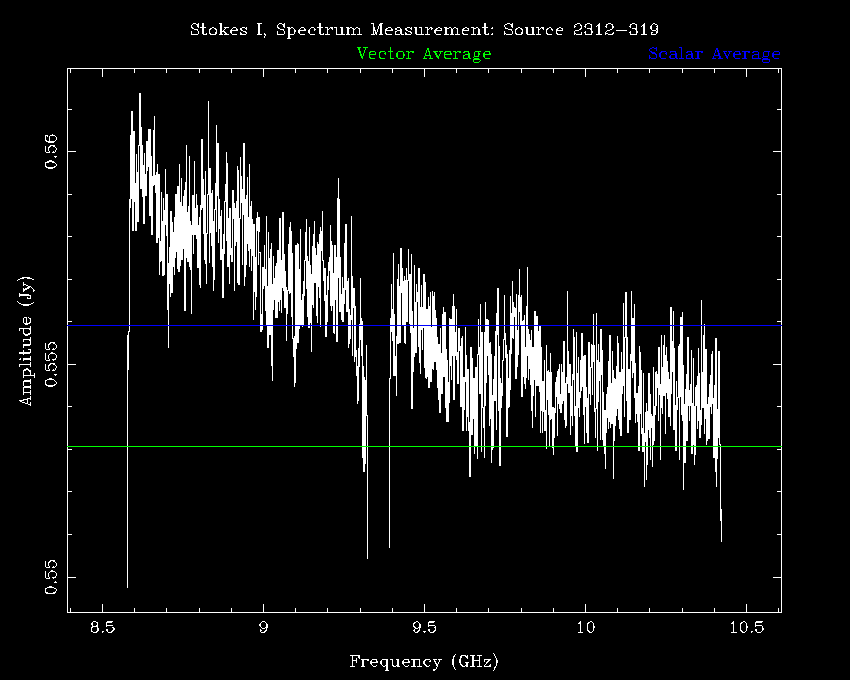 Stokes I, Spectrum Measurement: Source 2312-319
Vector Average Scalar Average
0.56
0.555
0.55
Amplitude (Jy)
8.5 9 9.5 10 10.5
Frequency (GHz)